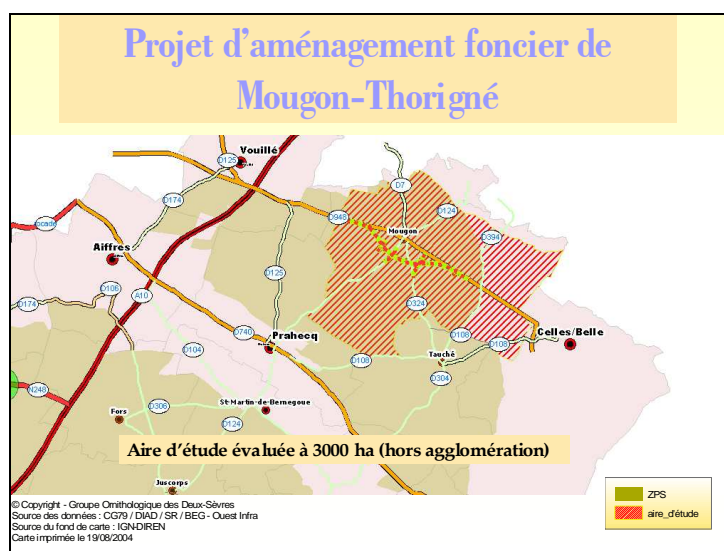 Projet d'aménagement foncier de
Mougon-Thorigné
Vouillé
D125
D7
D174
D124
D948
rocade
Mougon
D394
Aiffres
D125
D106
A10
D174
D324
D740
D108
Prahecq
Celles/Belle
D108
D104
D108
Tauché
D304
N248
D306
St-Martin-de-Bernegoue
Fors
D124
Aire d'étude évaluée à 3000 ha (hors agglomération)
Juscorps
© Copyright - Groupe Ornithologique des Deux-Sèvres
Source des données : CG79 / DIAD / SR / BEG - Ouest Infra
Source du fond de carte : IGN-DIREN
Carte imprimée le 19/08/2004
ZPS
aire_d'étude